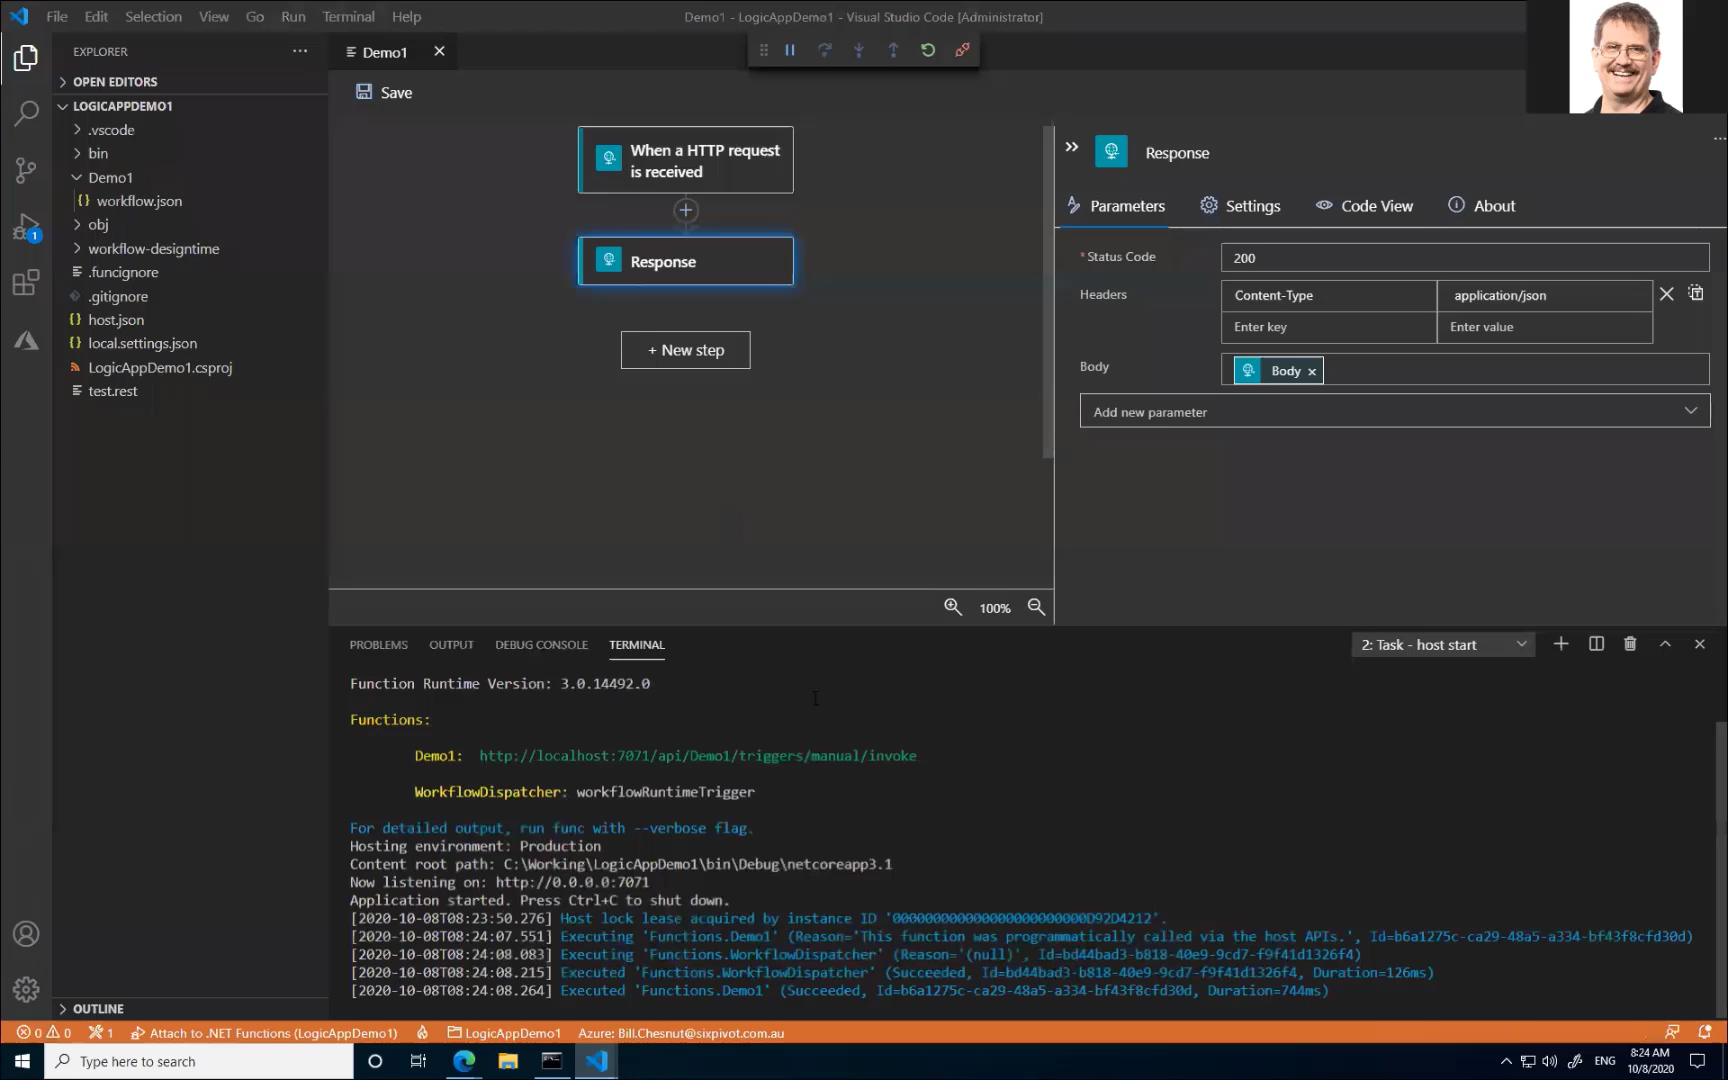 File Edit Selection View Go Run Terminal Help
Demo1 - LogicAppDemo1 - Visual Studio Code [Administrator]
EXPLORER
OPEN EDITORS
LOGICAPPDEMO1
.vscode
bin
Demo1
{} workflow.json
obj
workflow-designtime
.funcignore
.gitignore
{} host.json
{} local.settings.json
LogicAppDemo1.csproj
test.rest
OUTLINE
1
Demo1
Save
When a HTTP request
is received
Response
+ New step
100%
Response
Parameters Settings Code View About
* Status Code 200
Headers Content-Type application/json
Enter key Enter value
Body Body
Add new parameter
PROBLEMS OUTPUT DEBUG CONSOLE TERMINAL
2: Task - host start
Function Runtime Version: 3.0.14492.0
Functions:
Demo1: http://localhost:7071/api/Demo1/triggers/manual/invoke
WorkflowDispatcher: workflowRuntimeTrigger
For detailed output, run func with --verbose flag.
Hosting environment: Production
Content root path: C:\Working\LogicAppDemo1\bin\Debug\netcoreapp3.1
Now listening on: http://0.0.0.0:7071
Application started. Press Ctrl+C to shut down.
[2020-10-08T08:23:50.276] Host lock lease acquired by instance ID '000000000000000000000000D92D4212'.
[2020-10-08T08:24:07.551] Executing 'Functions.Demo1' (Reason='This function was programmatically called via the host APIs.', Id=b6a1275c-ca29-48a5-a334-bf43f8cfd30d)
[2020-10-08T08:24:08.083] Executing 'Functions.WorkflowDispatcher' (Reason='(null)', Id=bd44bad3-b818-40e9-9cd7-f9f41d1326f4)
[2020-10-08T08:24:08.215] Executed 'Functions.WorkflowDispatcher' (Succeeded, Id=bd44bad3-b818-40e9-9cd7-f9f41d1326f4, Duration=126ms)
[2020-10-08T08:24:08.264] Executed 'Functions.Demo1' (Succeeded, Id=b6a1275c-ca29-48a5-a334-bf43f8cfd30d, Duration=744ms)
0 0 1 Attach to .NET Functions (LogicAppDemo1) LogicAppDemo1 Azure: Bill.Chesnut@sixpivot.com.au
Type here to search
ENG
8:24 AM
10/8/2020